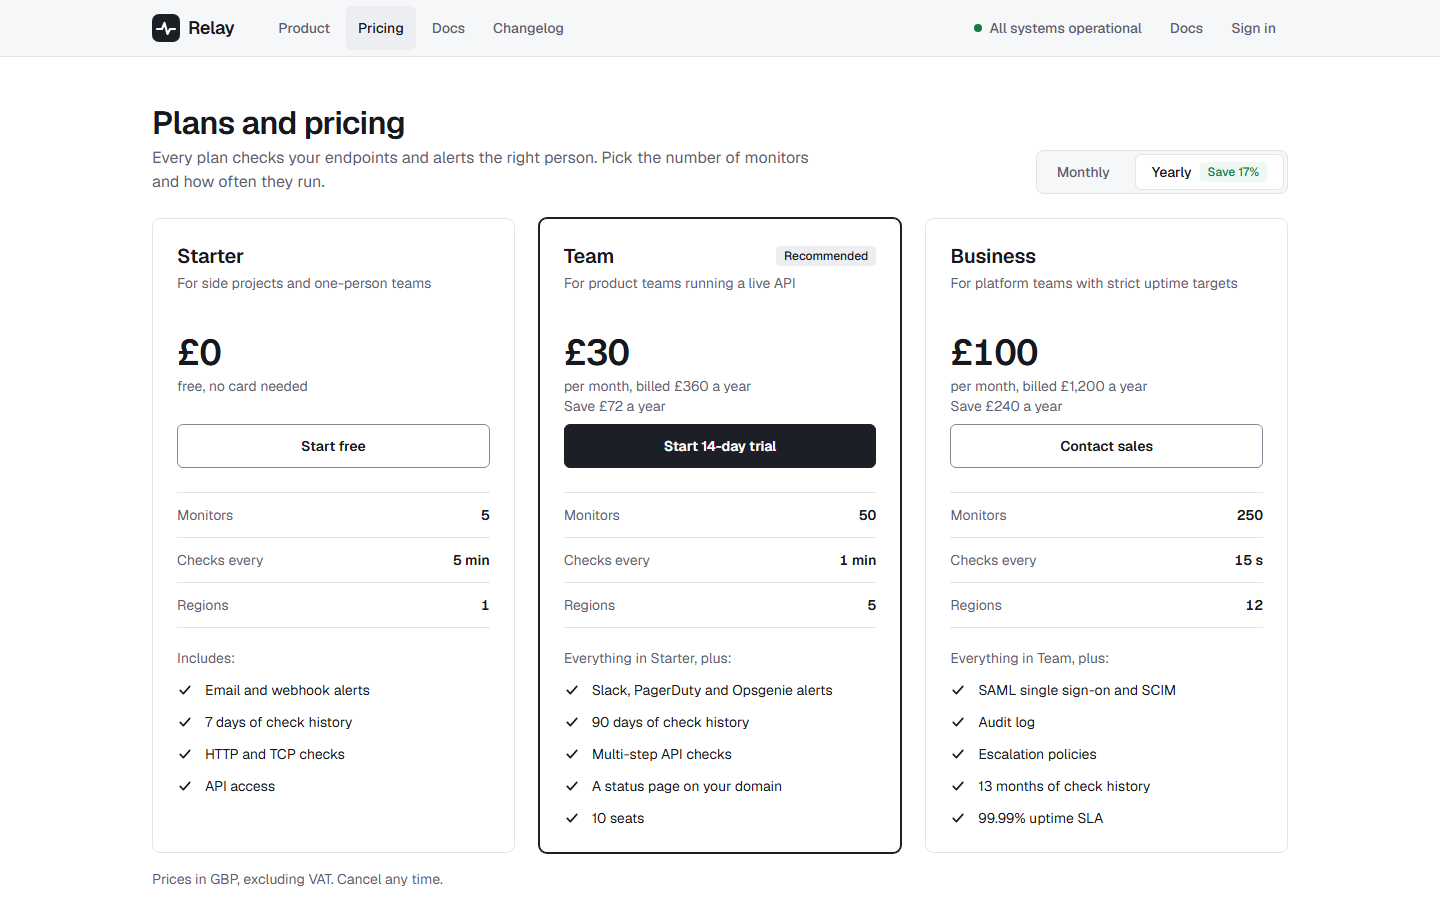 Relay
Product
Pricing
Docs
Changelog
All systems operational
Docs
Sign in
Plans and pricing
Every plan checks your endpoints and alerts the right person. Pick the number of monitors
and how often they run.
Monthly
Yearly
Save 17%
Starter
For side projects and one-person teams
£0
free, no card needed
Start free
Monitors 5
Checks every 5 min
Regions 1
Includes:
Email and webhook alerts
7 days of check history
HTTP and TCP checks
API access
Team
Recommended
For product teams running a live API
£30
per month, billed £360 a year
Save £72 a year
Start 14-day trial
Monitors 50
Checks every 1 min
Regions 5
Everything in Starter, plus:
Slack, PagerDuty and Opsgenie alerts
90 days of check history
Multi-step API checks
A status page on your domain
10 seats
Business
For platform teams with strict uptime targets
£100
per month, billed £1,200 a year
Save £240 a year
Contact sales
Monitors 250
Checks every 15 s
Regions 12
Everything in Team, plus:
SAML single sign-on and SCIM
Audit log
Escalation policies
13 months of check history
99.99% uptime SLA
Prices in GBP, excluding VAT. Cancel any time.